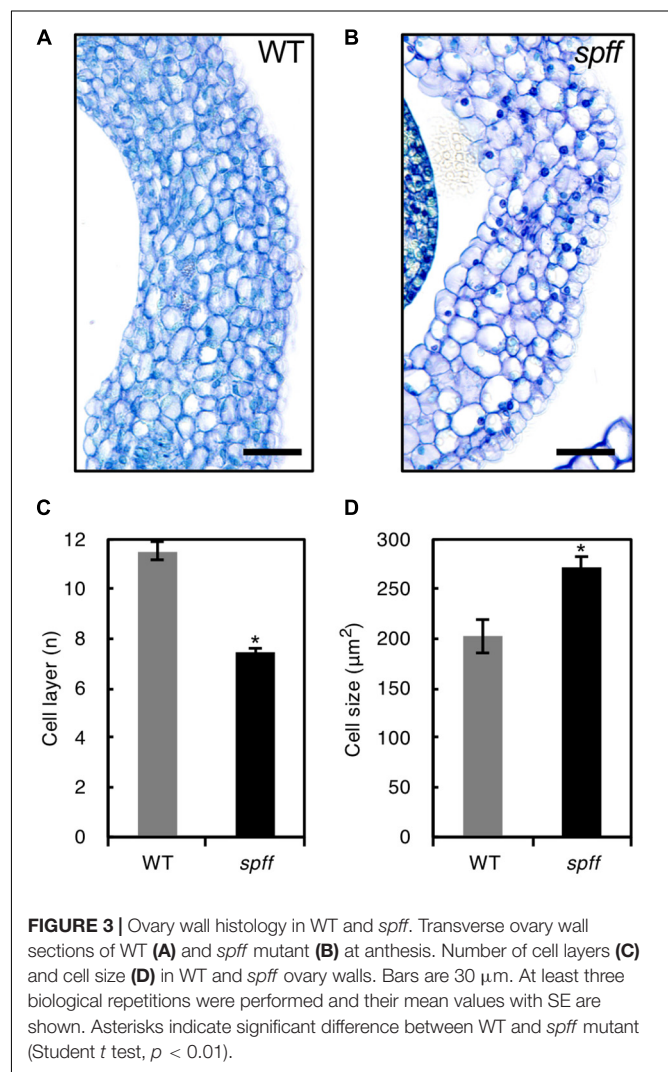 A
WT
B
spff
C
D
12
10
8
6
4
2
0
Cell layer (n)
*
WT
spff
300
250
200
150
100
50
0
Cell size (µm²)
*
WT
spff
FIGURE 3 | Ovary wall histology in WT and spff. Transverse ovary wall
sections of WT (A) and spff mutant (B) at anthesis. Number of cell layers (C)
and cell size (D) in WT and spff ovary walls. Bars are 30 µm. At least three
biological repetitions were performed and their mean values with SE are
shown. Asterisks indicate significant difference between WT and spff mutant
(Student t test, p < 0.01).